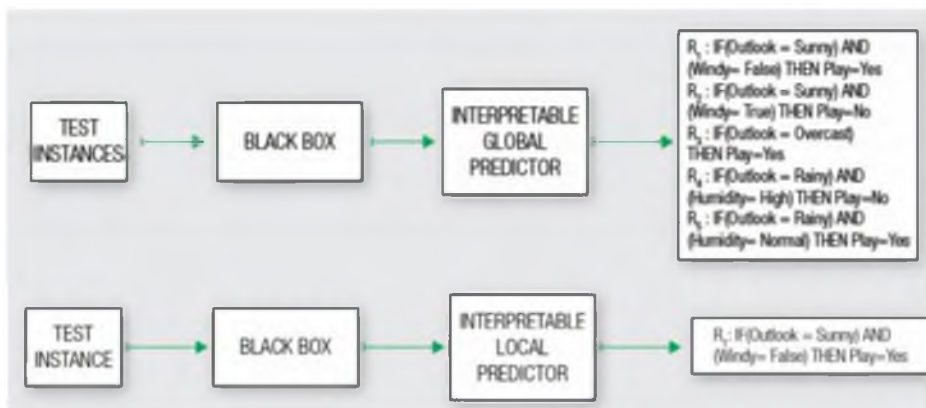 TEST
INSTANCES
BLACK BOX
INTERPRETABLE
GLOBAL
PREDICTOR
R₁ : IF(Outlook = Sunny) AND
(Windy= False) THEN Play=Yes
R₂ : IF(Outlook = Sunny) AND
(Windy= True) THEN Play=No
R₃ : IF(Outlook = Overcast)
THEN Play=Yes
R₄ : IF(Outlook = Rainy) AND
(Humidity= High) THEN Play=No
R₅ : IF(Outlook = Rainy) AND
(Humidity= Normal) THEN Play=Yes
TEST
INSTANCE
BLACK BOX
INTERPRETABLE
LOCAL
PREDICTOR
R₁: IF(Outlook = Sunny) AND
(Windy= False) THEN Play=Yes